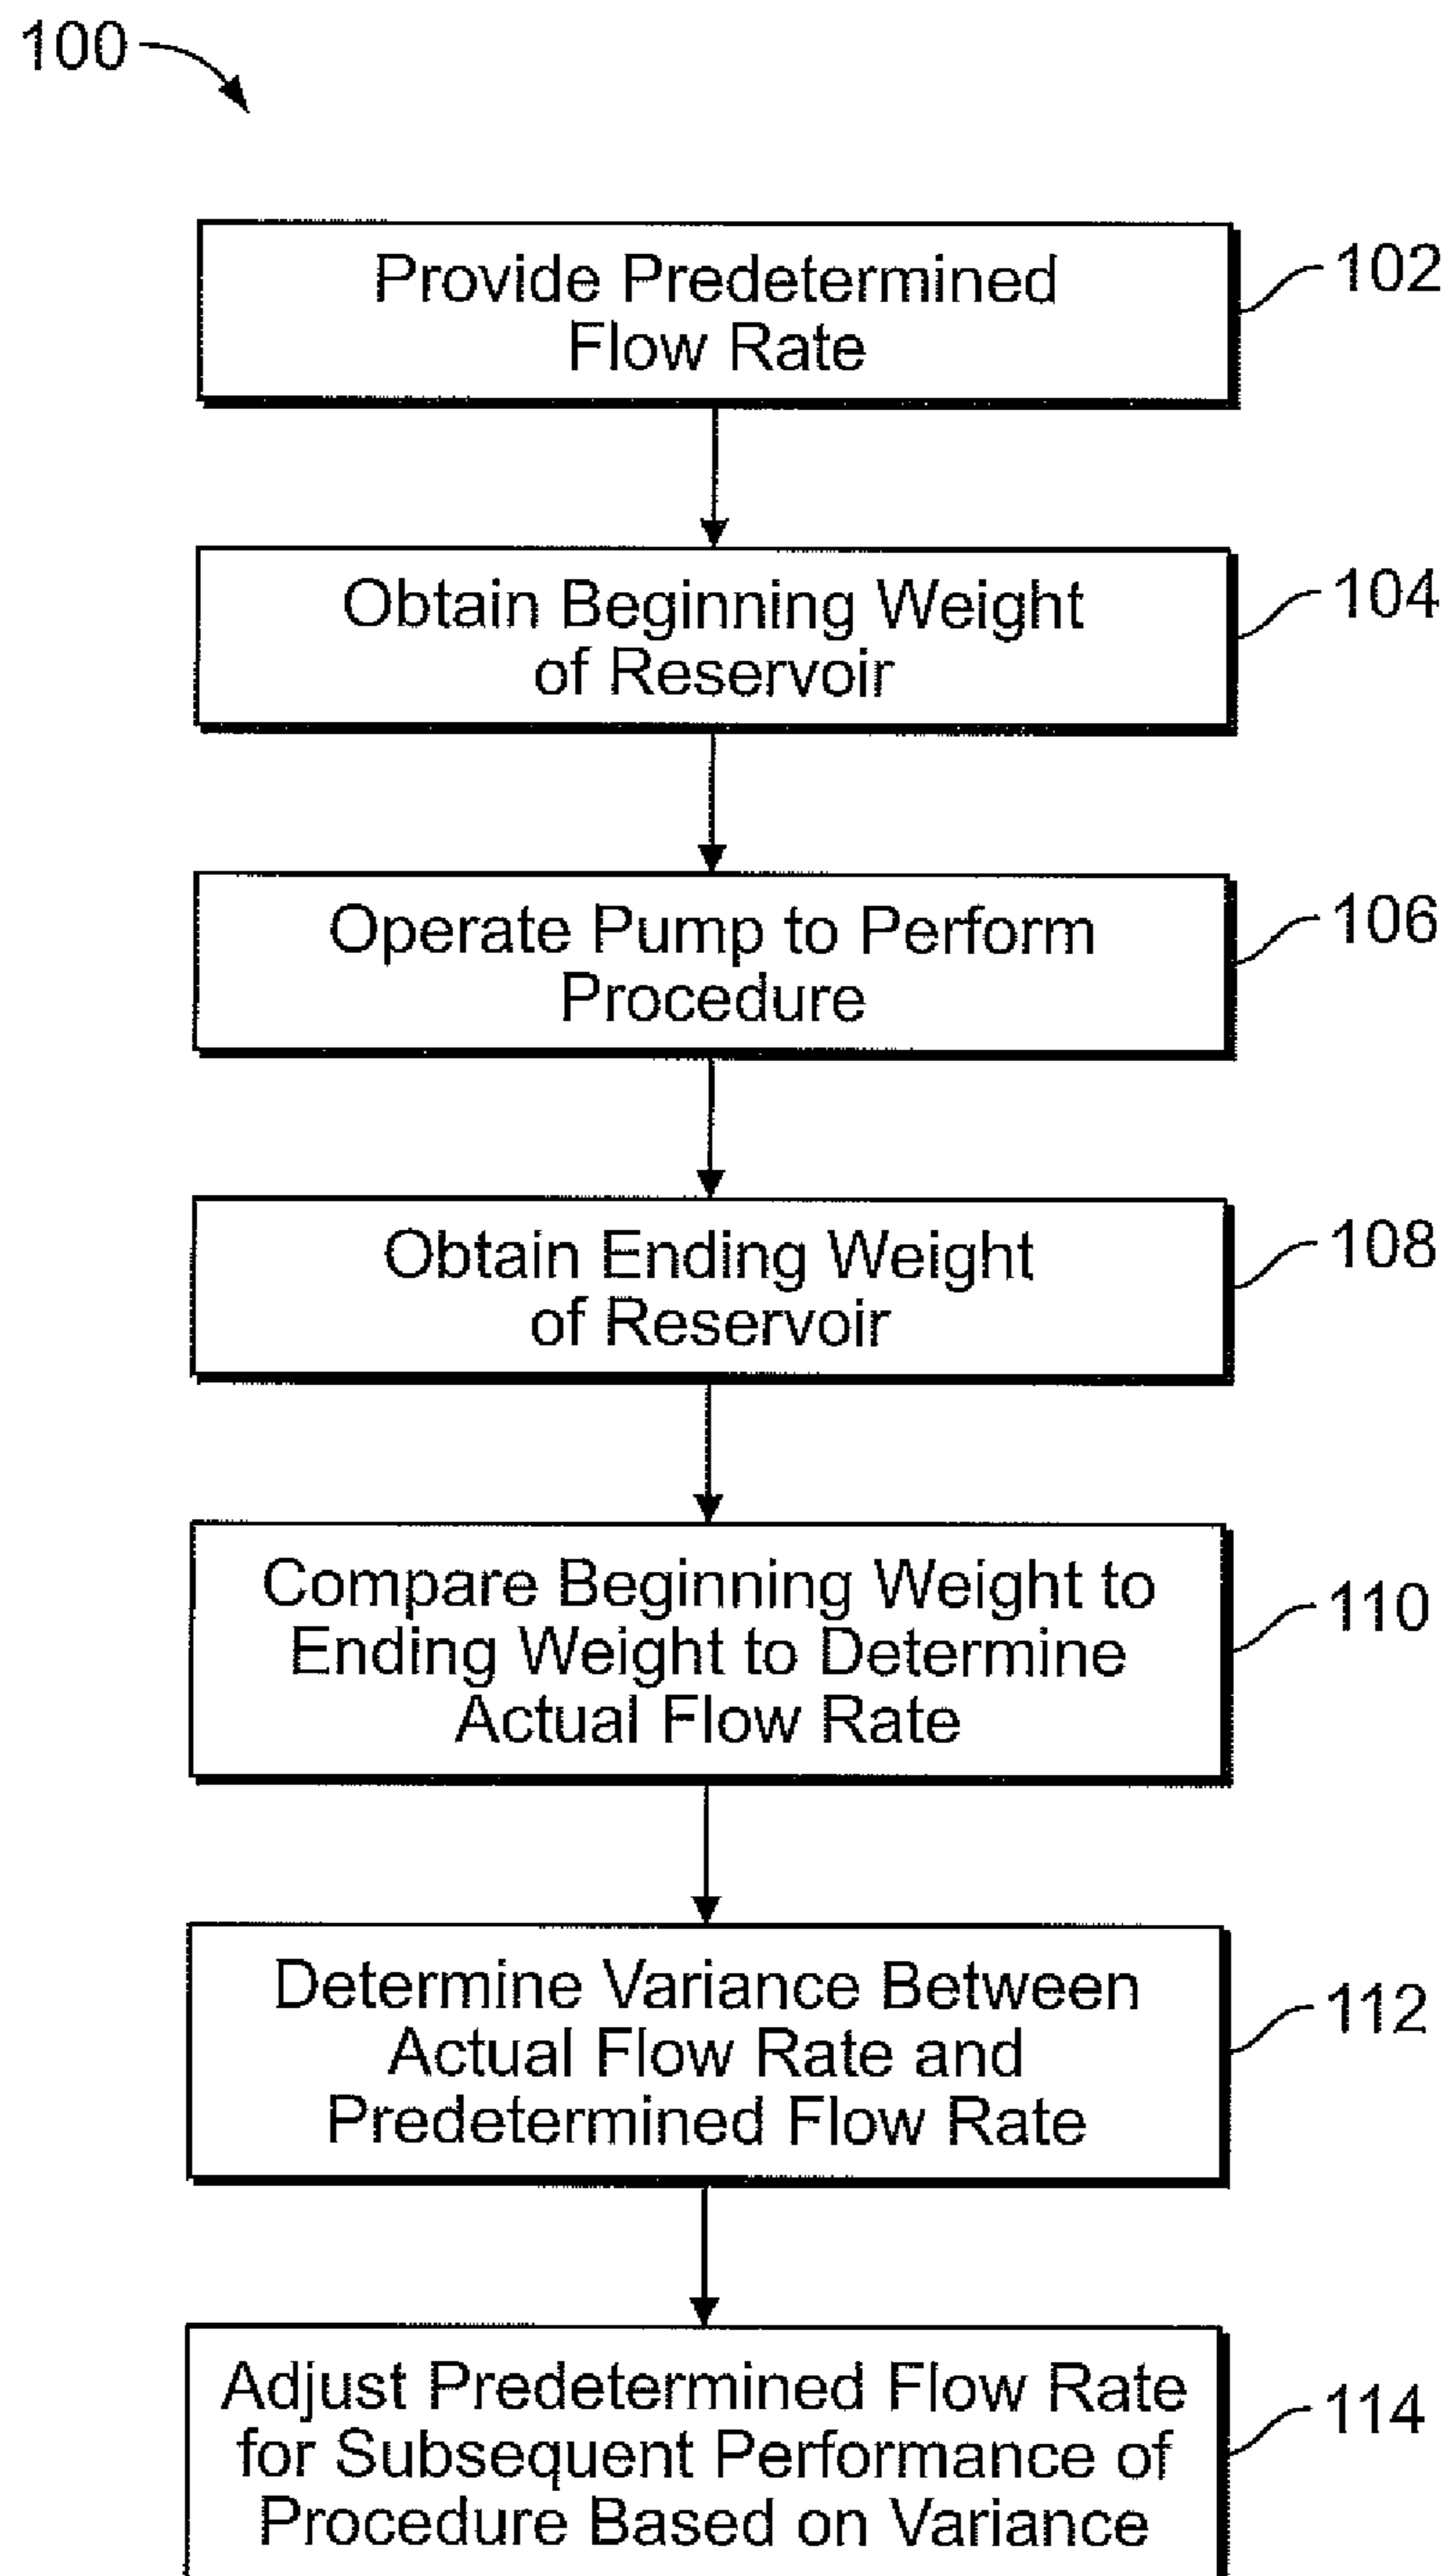 100
Provide Predetermined
Flow Rate
102
Obtain Beginning Weight
of Reservoir
104
Operate Pump to Perform
Procedure
106
Obtain Ending Weight
of Reservoir
108
Compare Beginning Weight to
Ending Weight to Determine
Actual Flow Rate
110
Determine Variance Between
Actual Flow Rate and
Predetermined Flow Rate
112
Adjust Predetermined Flow Rate
for Subsequent Performance of
Procedure Based on Variance
114